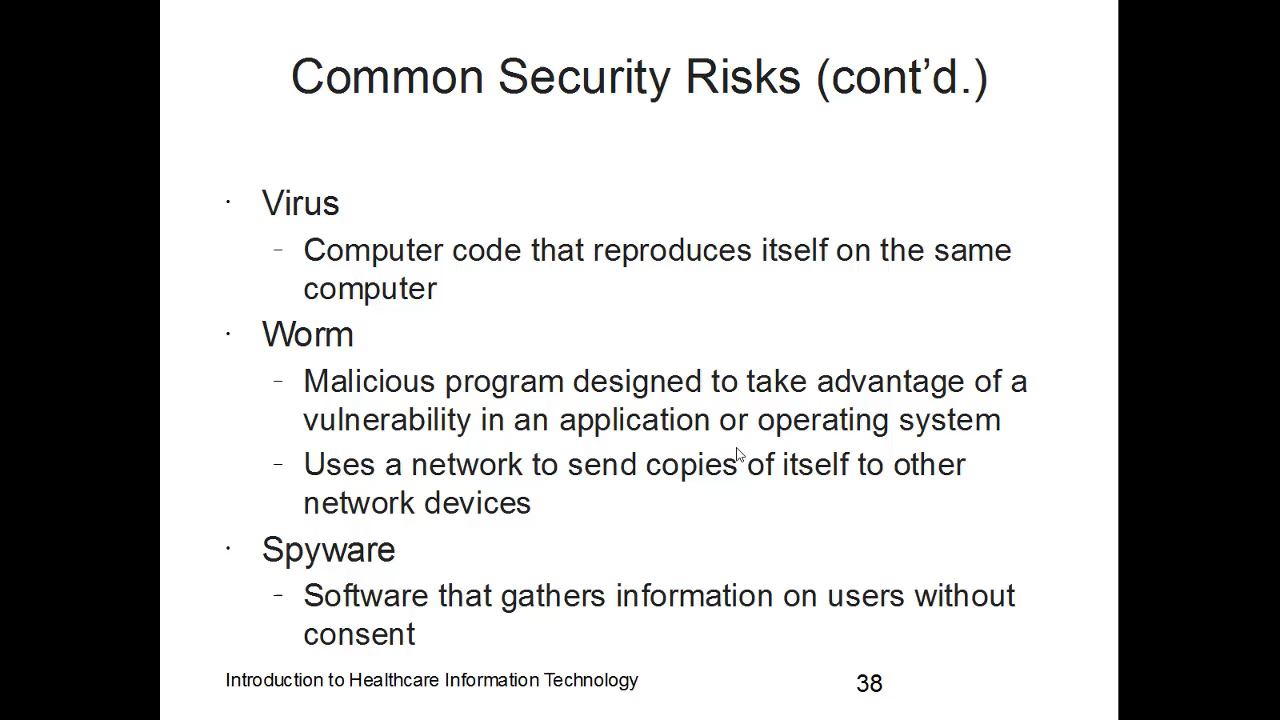 Common Security Risks (cont’d.)
· Virus
– Computer code that reproduces itself on the same
computer
· Worm
– Malicious program designed to take advantage of a
vulnerability in an application or operating system
– Uses a network to send copies of itself to other
network devices
· Spyware
– Software that gathers information on users without
consent
Introduction to Healthcare Information Technology
38